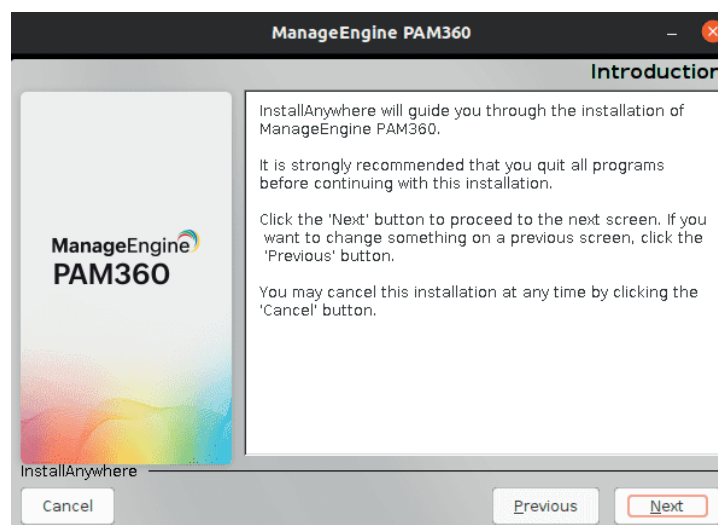 ManageEngine PAM360
Introduction
InstallAnywhere will guide you through the installation of
ManageEngine PAM360.
It is strongly recommended that you quit all programs
before continuing with this installation.
Click the 'Next' button to proceed to the next screen. If you
want to change something on a previous screen, click the
'Previous' button.
You may cancel this installation at any time by clicking the
'Cancel' button.
ManageEngine
PAM360
InstallAnywhere
Cancel
Previous
Next